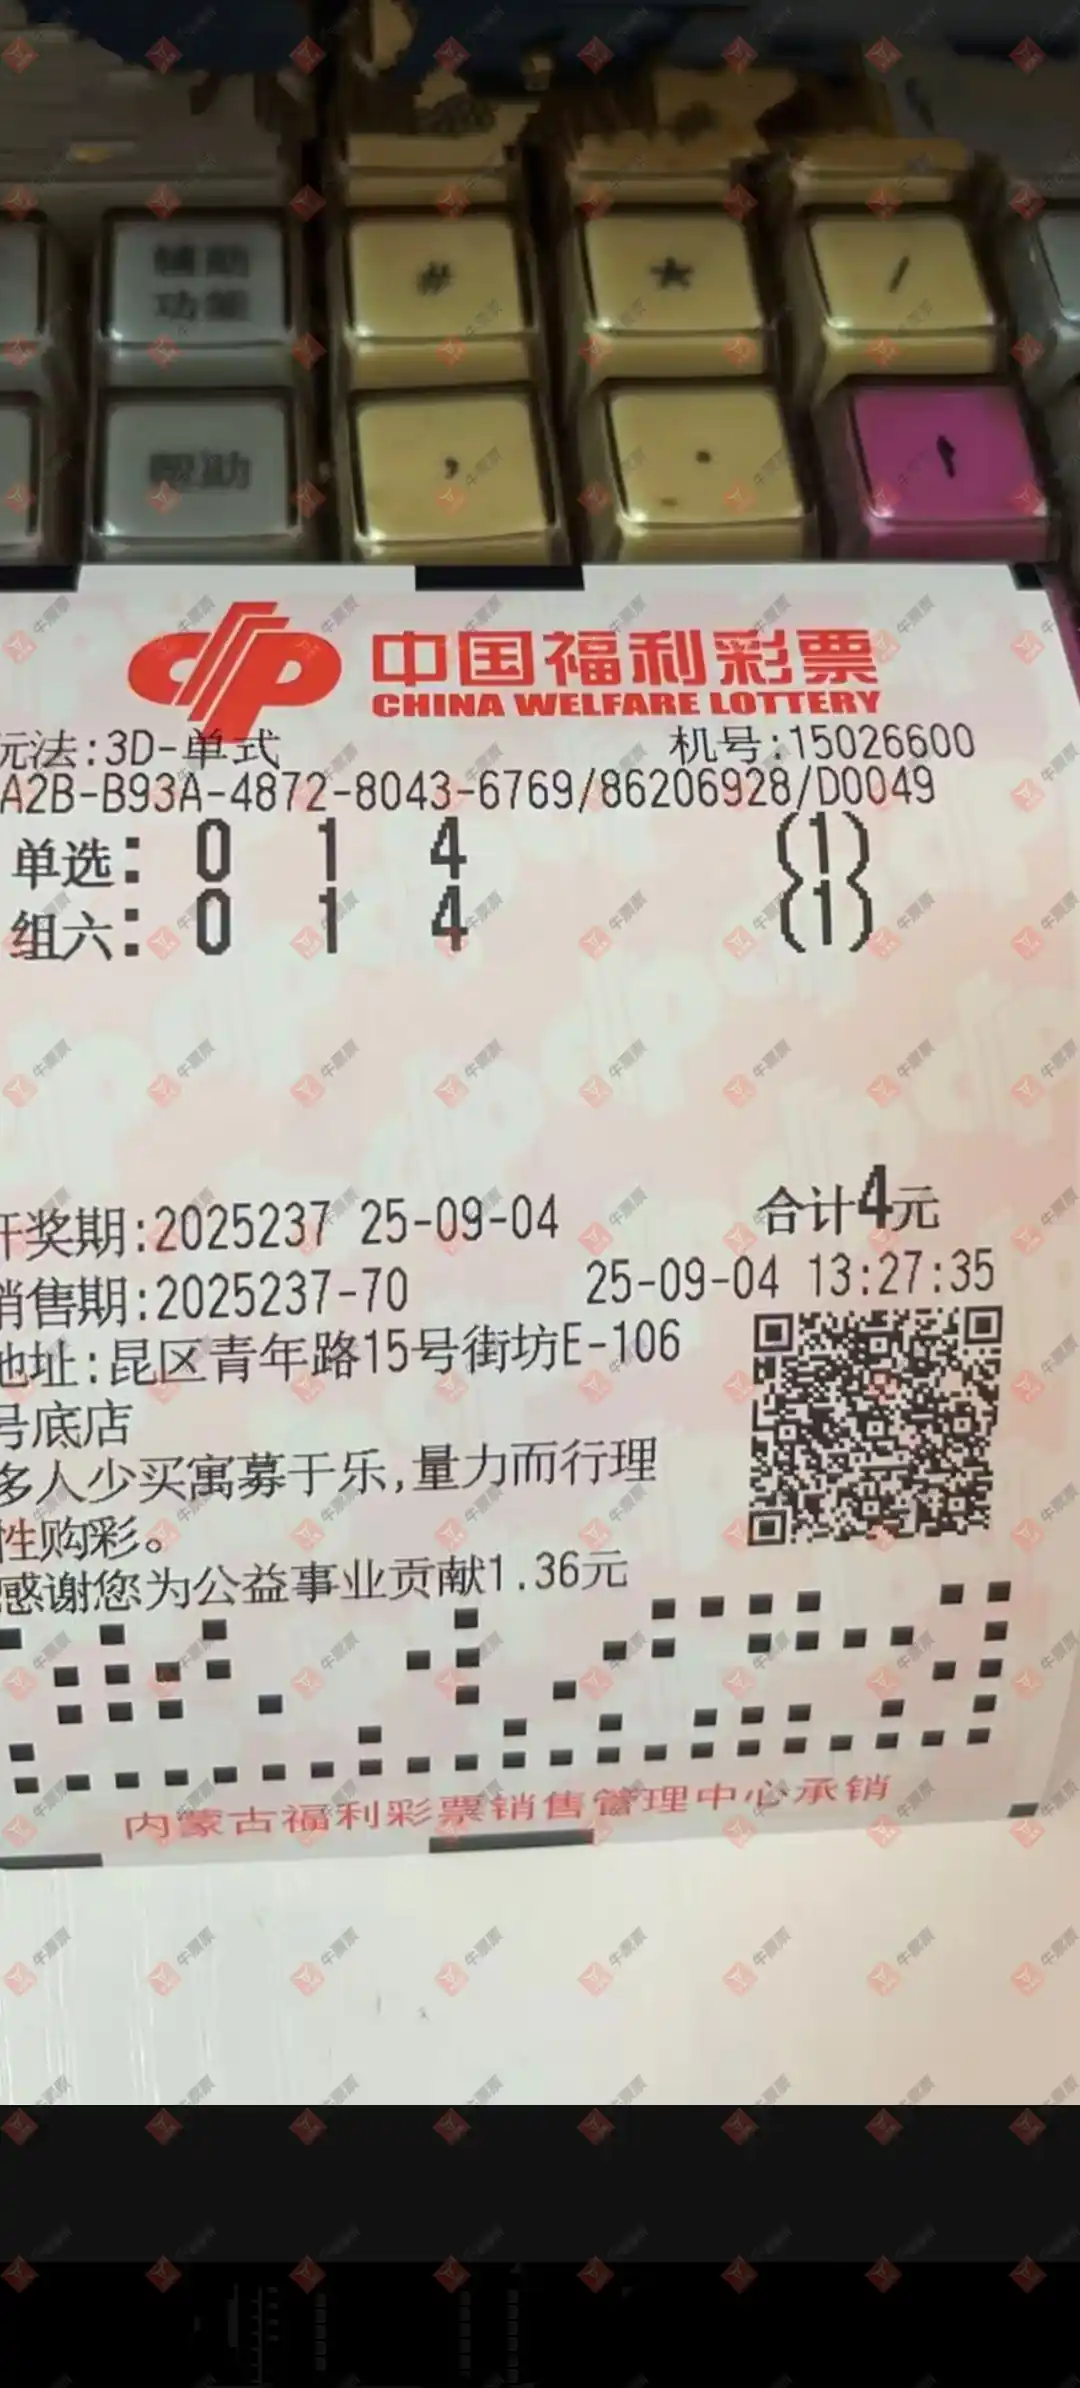 辅助
功能
#
★
/
帮助
,
.
中国福利彩票
CHINA WELFARE LOTTERY
玩法:3D-单式 机号:15026600
A2B-B93A-4872-8043-6769/86206928/D0049
单选: 0 1 4 (1)
组六: 0 1 4 (1)
合计4元
开奖期:2025237 25-09-04
销售期:2025237-70 25-09-04 13:27:35
地址:昆区青年路15号街坊E-106
号底店
多人少买寓募于乐,量力而行理
性购彩。
感谢您为公益事业贡献1.36元
内蒙古福利彩票销售管理中心承销